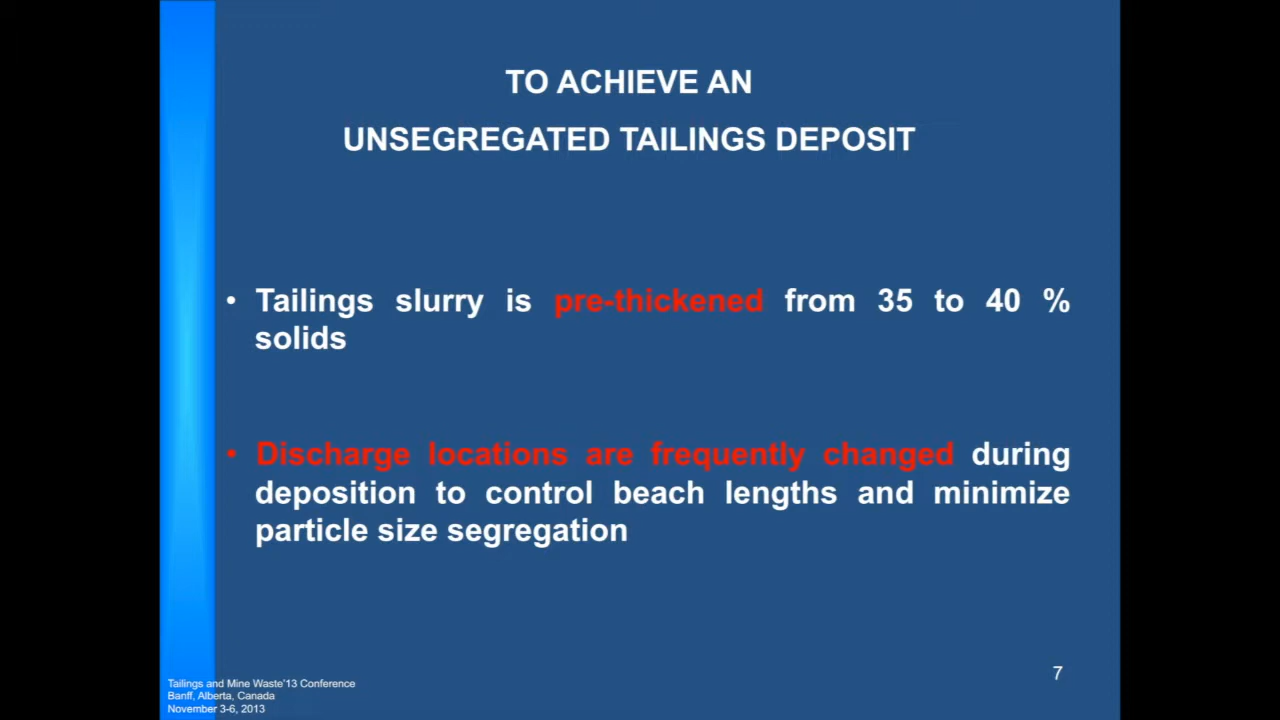 TO ACHIEVE AN
UNSEGREGATED TAILINGS DEPOSIT
• Tailings slurry is pre-thickened from 35 to 40 %
solids
• Discharge locations are frequently changed during
deposition to control beach lengths and minimize
particle size segregation
7
Tailings and Mine Waste'13 Conference
Banff, Alberta, Canada
November 3-6, 2013